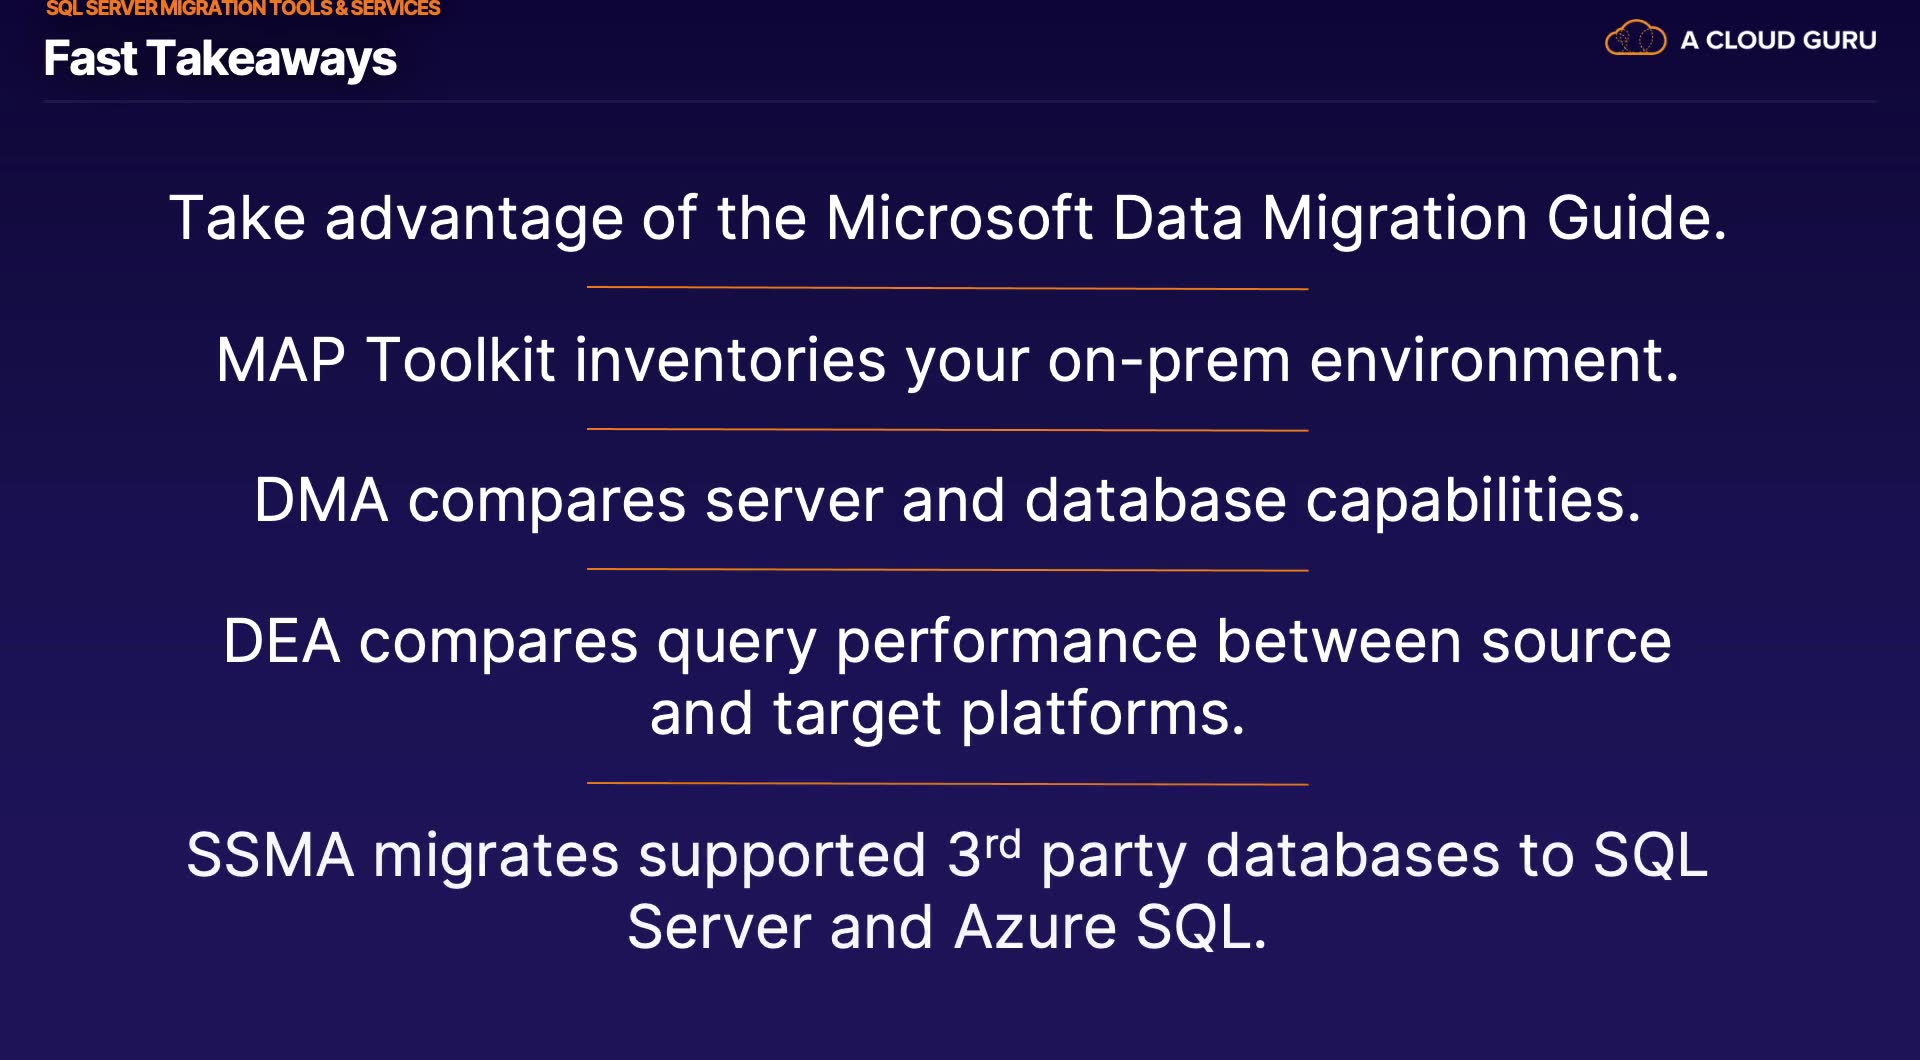 SQL SERVER MIGRATION TOOLS & SERVICES
Fast Takeaways
A CLOUD GURU
Take advantage of the Microsoft Data Migration Guide.
MAP Toolkit inventories your on-prem environment.
DMA compares server and database capabilities.
DEA compares query performance between source
and target platforms.
SSMA migrates supported 3rd party databases to SQL
Server and Azure SQL.